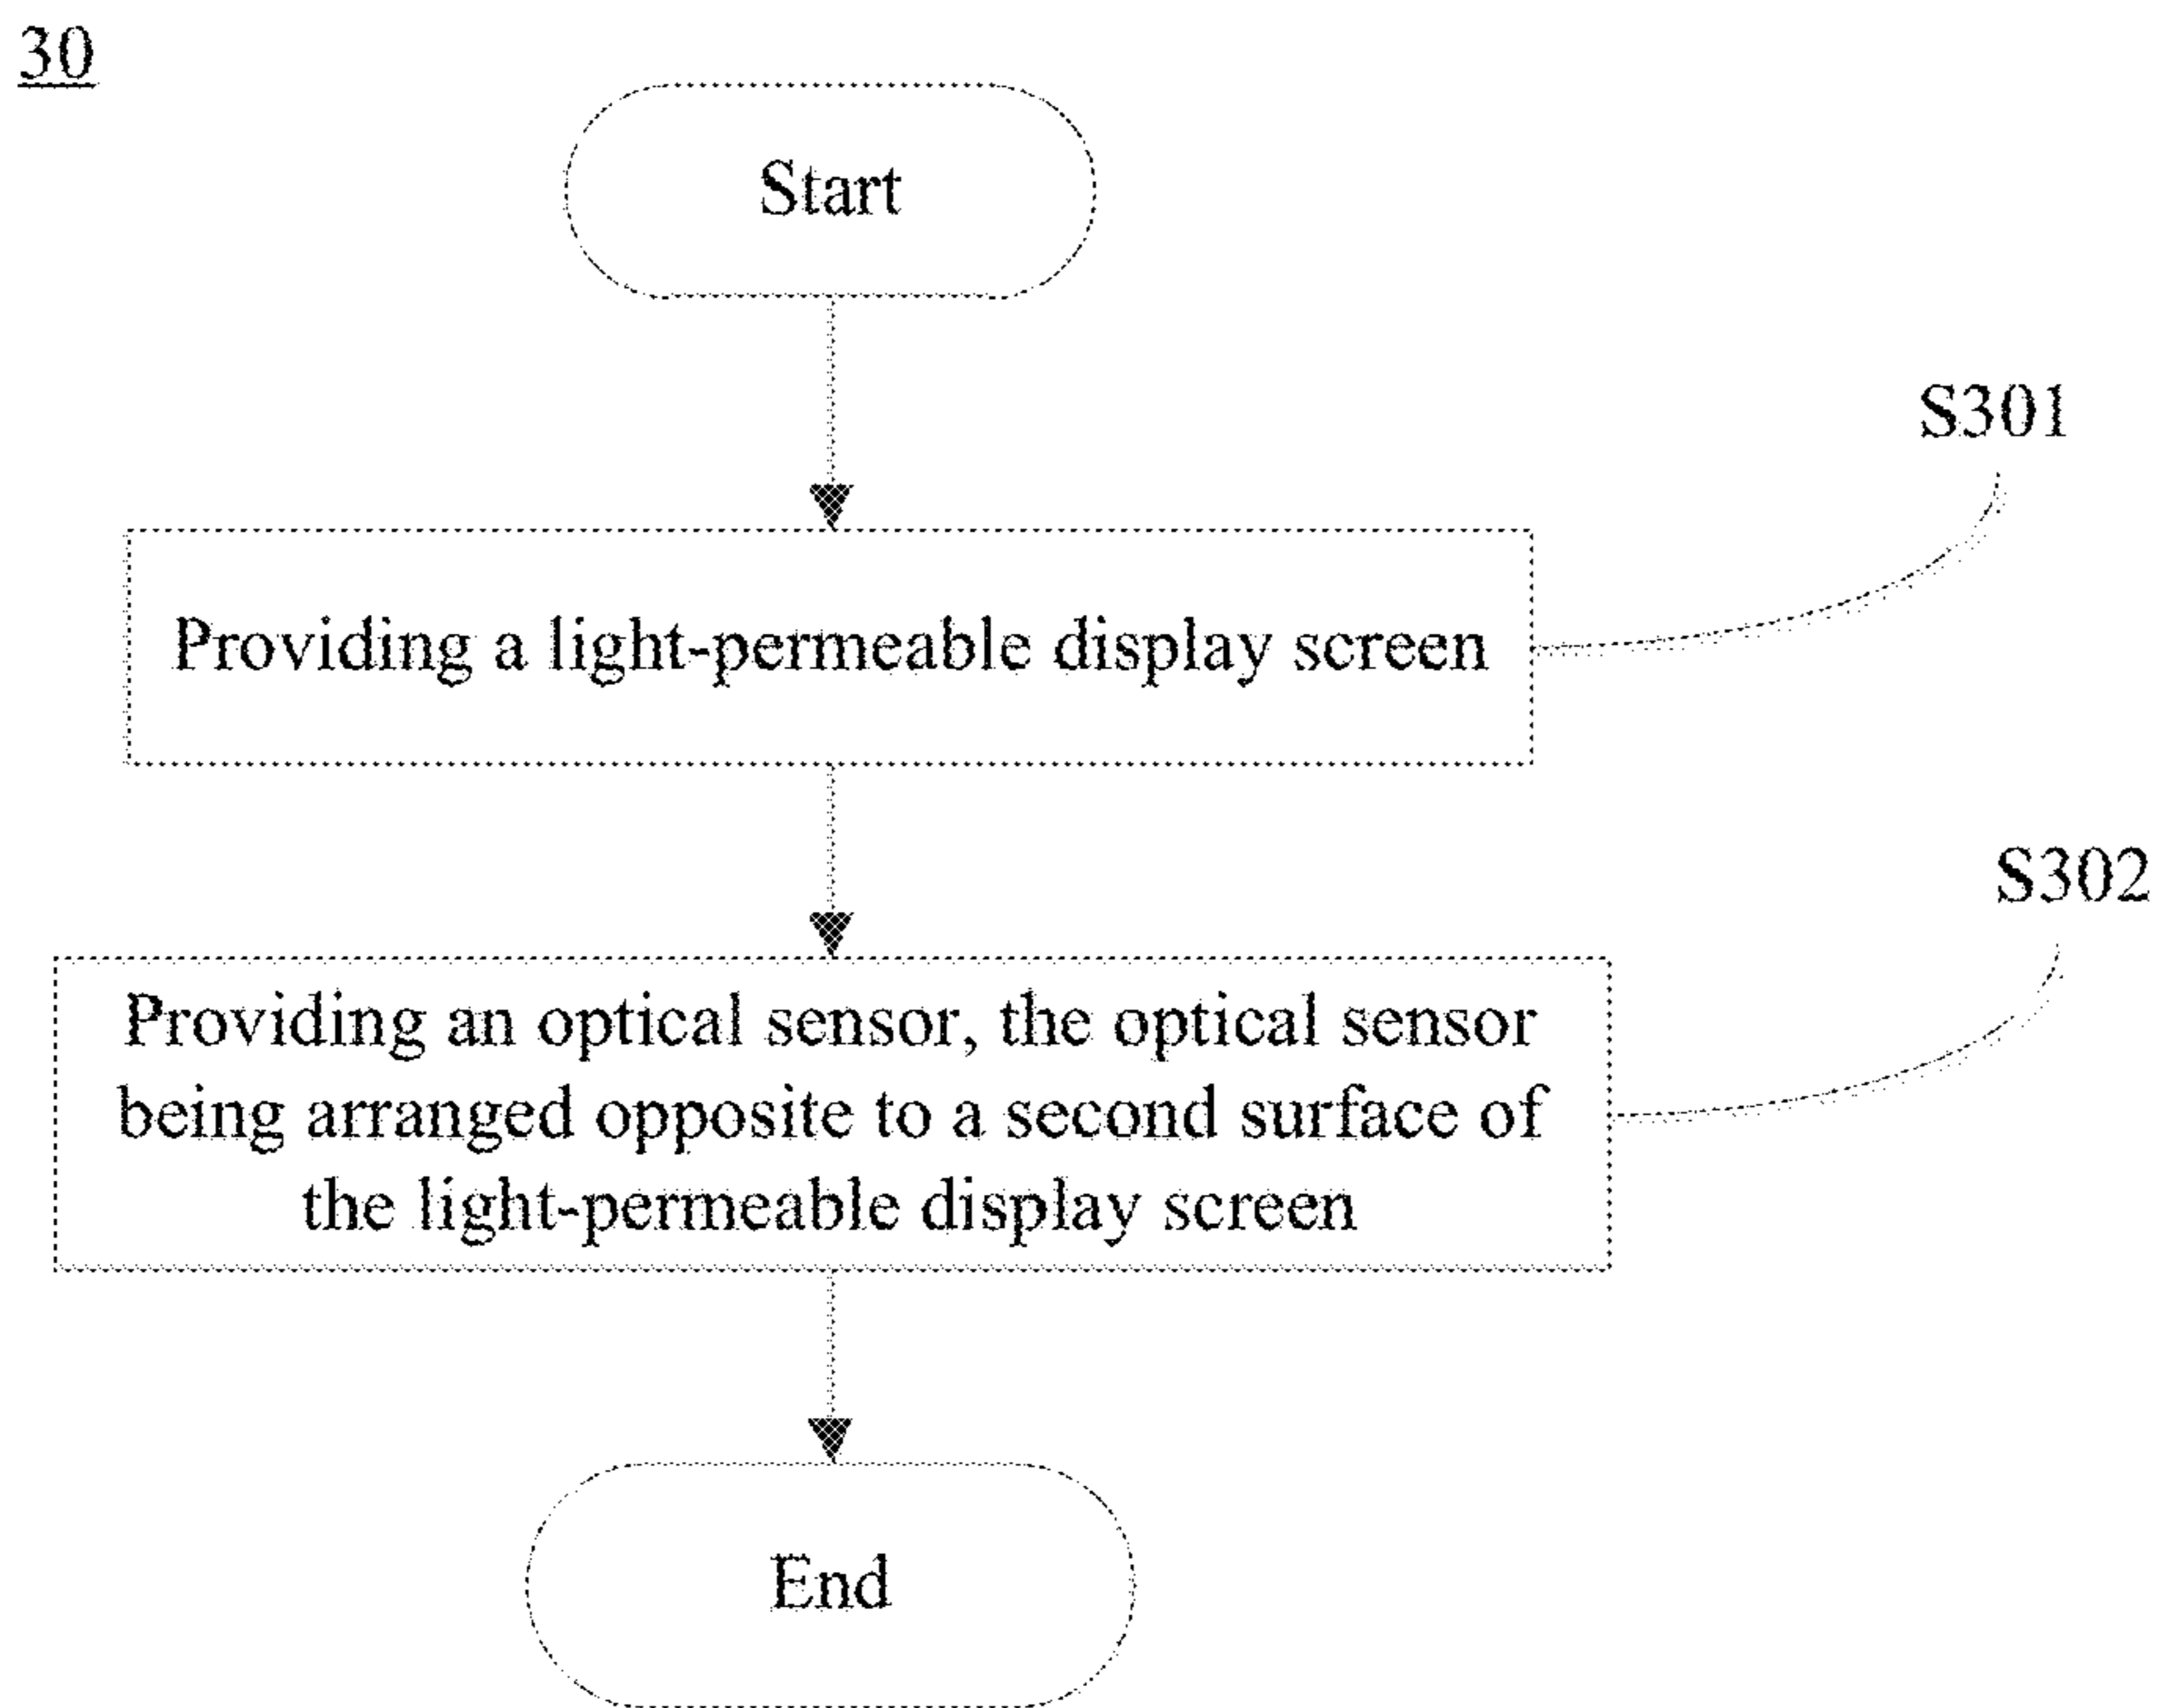 30
Start
S301
Providing a light-permeable display screen
S302
Providing an optical sensor, the optical sensor
being arranged opposite to a second surface of
the light-permeable display screen
End